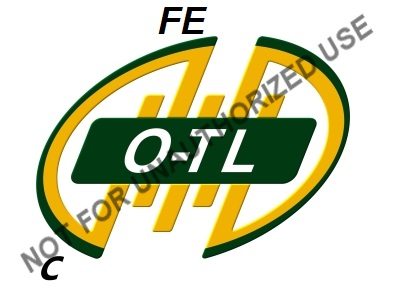 FE
O-TL
C
NOT FOR UNAUTHORIZED USE